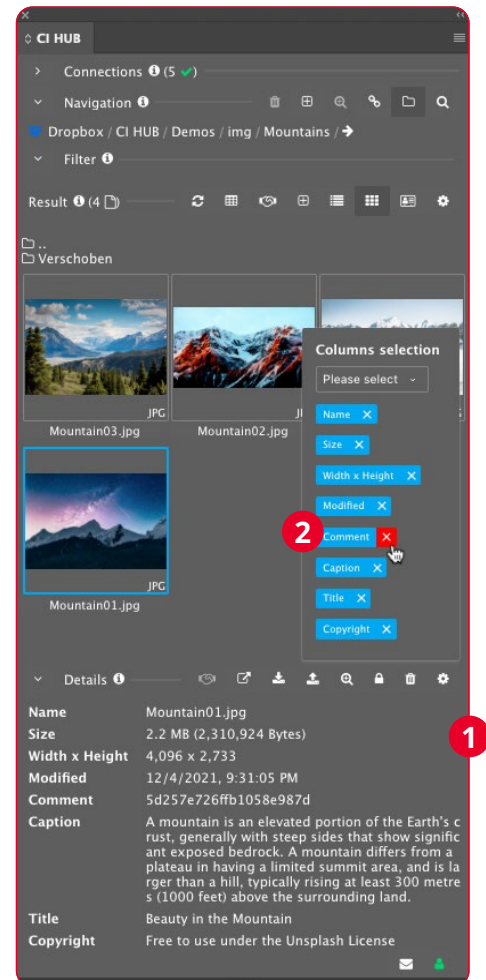 CI HUB
Connections (5 )
Navigation
Dropbox / CI HUB / Demos / img / Mountains /
Filter
Result (4 )
..
Verschoben
JPG
Mountain03.jpg
Mountain02.jpg
JPG
Mountain01.jpg
Columns selection
Please select
Name
Size
Width x Height
Modified
2
Comment
Caption
Title
Copyright
Details
1
Name Mountain01.jpg
Size 2.2 MB (2,310,924 Bytes)
Width x Height 4,096 x 2,733
Modified 12/4/2021, 9:31:05 PM
Comment 5d257e726ffb1058e987d
Caption A mountain is an elevated portion of the Earth's c
rust, generally with steep sides that show signific
ant exposed bedrock. A mountain differs from a
plateau in having a limited summit area, and is la
rger than a hill, typically rising at least 300 metre
s (1000 feet) above the surrounding land.
Title Beauty in the Mountain
Copyright Free to use under the Unsplash License